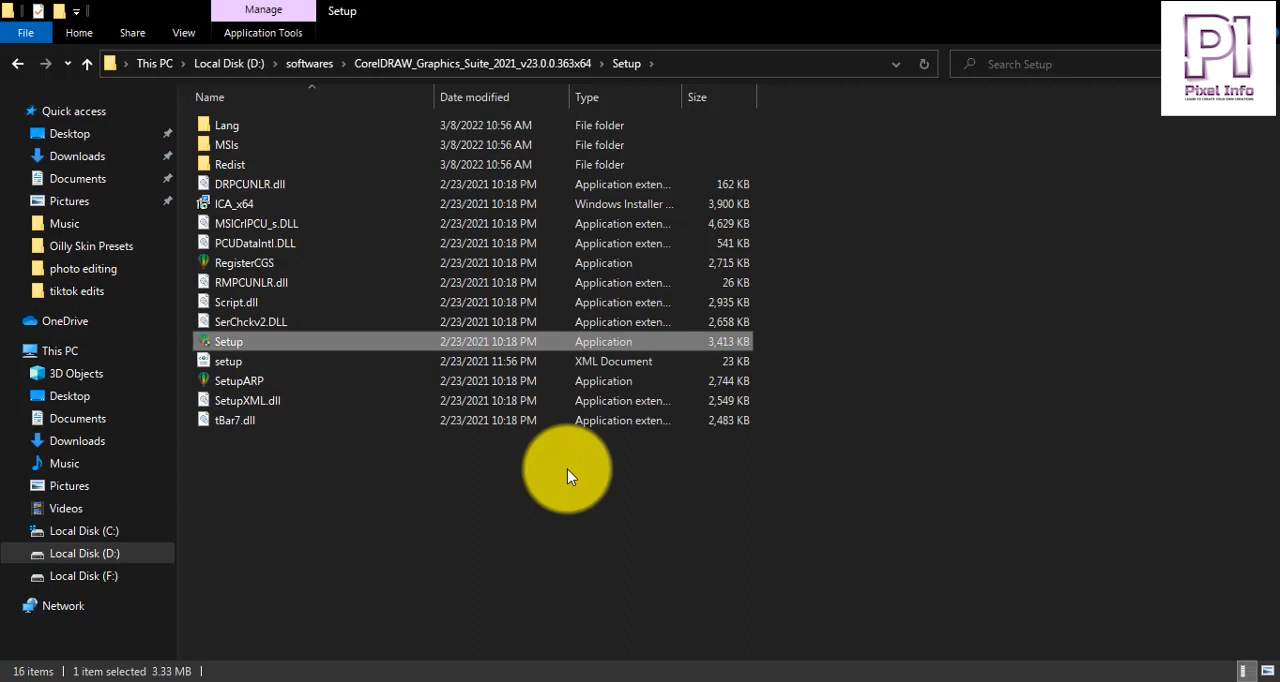 Manage
Setup
File
Home
Share
View
Application Tools
This PC
Local Disk (D:)
softwares
CorelDRAW_Graphics_Suite_2021_v23.0.0.363x64
Setup
Search Setup
PI
Pixel Info
LEARN TO CREATE YOUR OWN CREATIONS
Name Date modified Type Size
Quick access
Desktop
Downloads
Documents
Pictures
Music
Oilly Skin Presets
photo editing
tiktok edits
OneDrive
This PC
3D Objects
Desktop
Documents
Downloads
Music
Pictures
Videos
Local Disk (C:)
Local Disk (D:)
Local Disk (F:)
Network
Lang 3/8/2022 10:56 AM File folder
MSIs 3/8/2022 10:56 AM File folder
Redist 3/8/2022 10:56 AM File folder
DRPCUNLR.dll 2/23/2021 10:18 PM Application exten... 162 KB
ICA_x64 2/23/2021 10:18 PM Windows Installer ... 3,900 KB
MSICrlPCU_s.DLL 2/23/2021 10:18 PM Application exten... 4,629 KB
PCUDataIntl.DLL 2/23/2021 10:18 PM Application exten... 541 KB
RegisterCGS 2/23/2021 10:18 PM Application 2,715 KB
RMPCUNLR.dll 2/23/2021 10:18 PM Application exten... 26 KB
Script.dll 2/23/2021 10:18 PM Application exten... 2,935 KB
SerChckv2.DLL 2/23/2021 10:18 PM Application exten... 2,658 KB
Setup 2/23/2021 10:18 PM Application 3,413 KB
setup 2/23/2021 11:56 PM XML Document 23 KB
SetupARP 2/23/2021 10:18 PM Application 2,744 KB
SetupXML.dll 2/23/2021 10:18 PM Application exten... 2,549 KB
tBar7.dll 2/23/2021 10:18 PM Application exten... 2,483 KB
16 items 1 item selected 3.33 MB